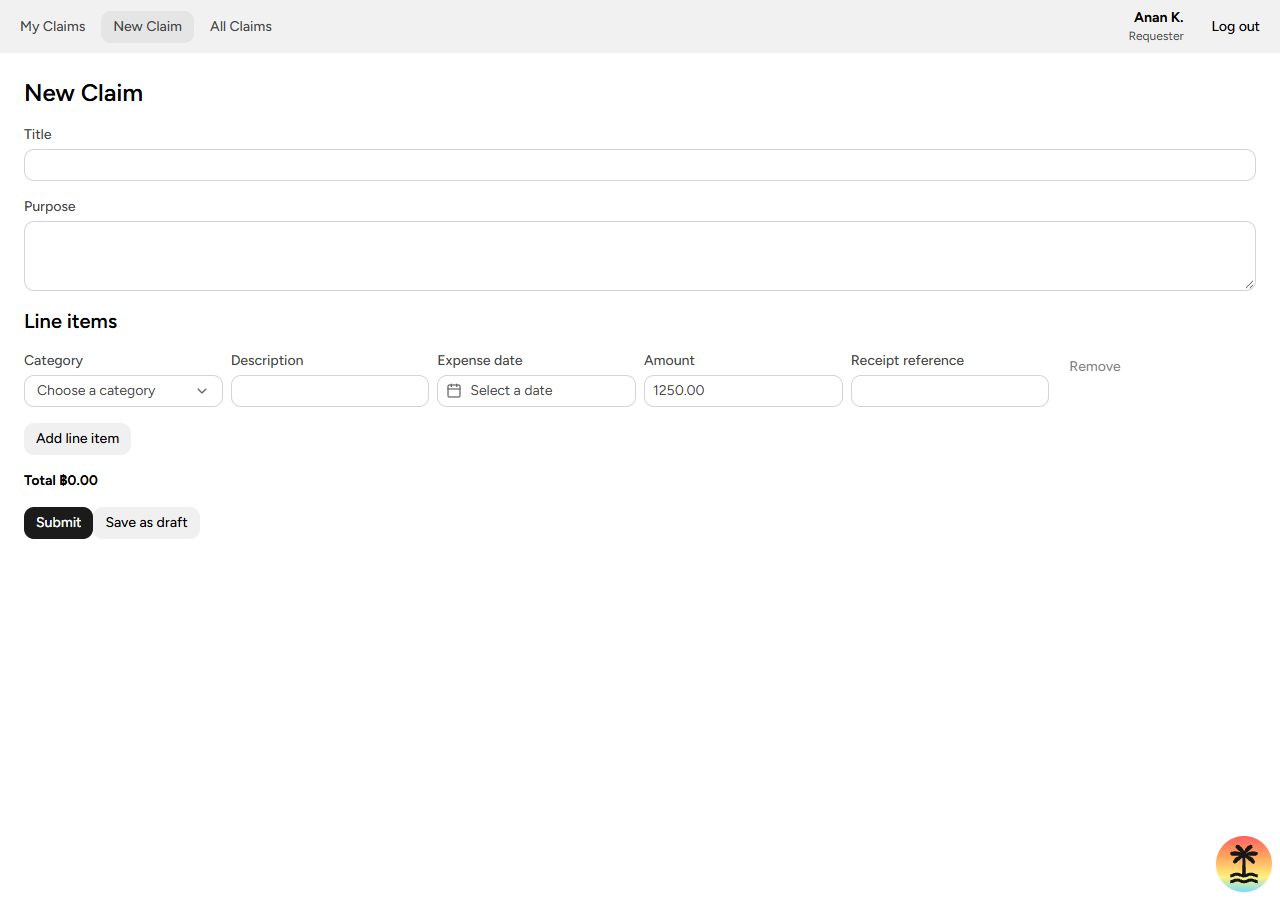 My Claims New Claim All Claims Anan K. Log out
Requester
New Claim
Title
Purpose
Line items
Category Description Expense date Amount Receipt reference Remove
Choose a category Select a date 1250.00
Add line item
Total ฿0.00
Submit Save as draft